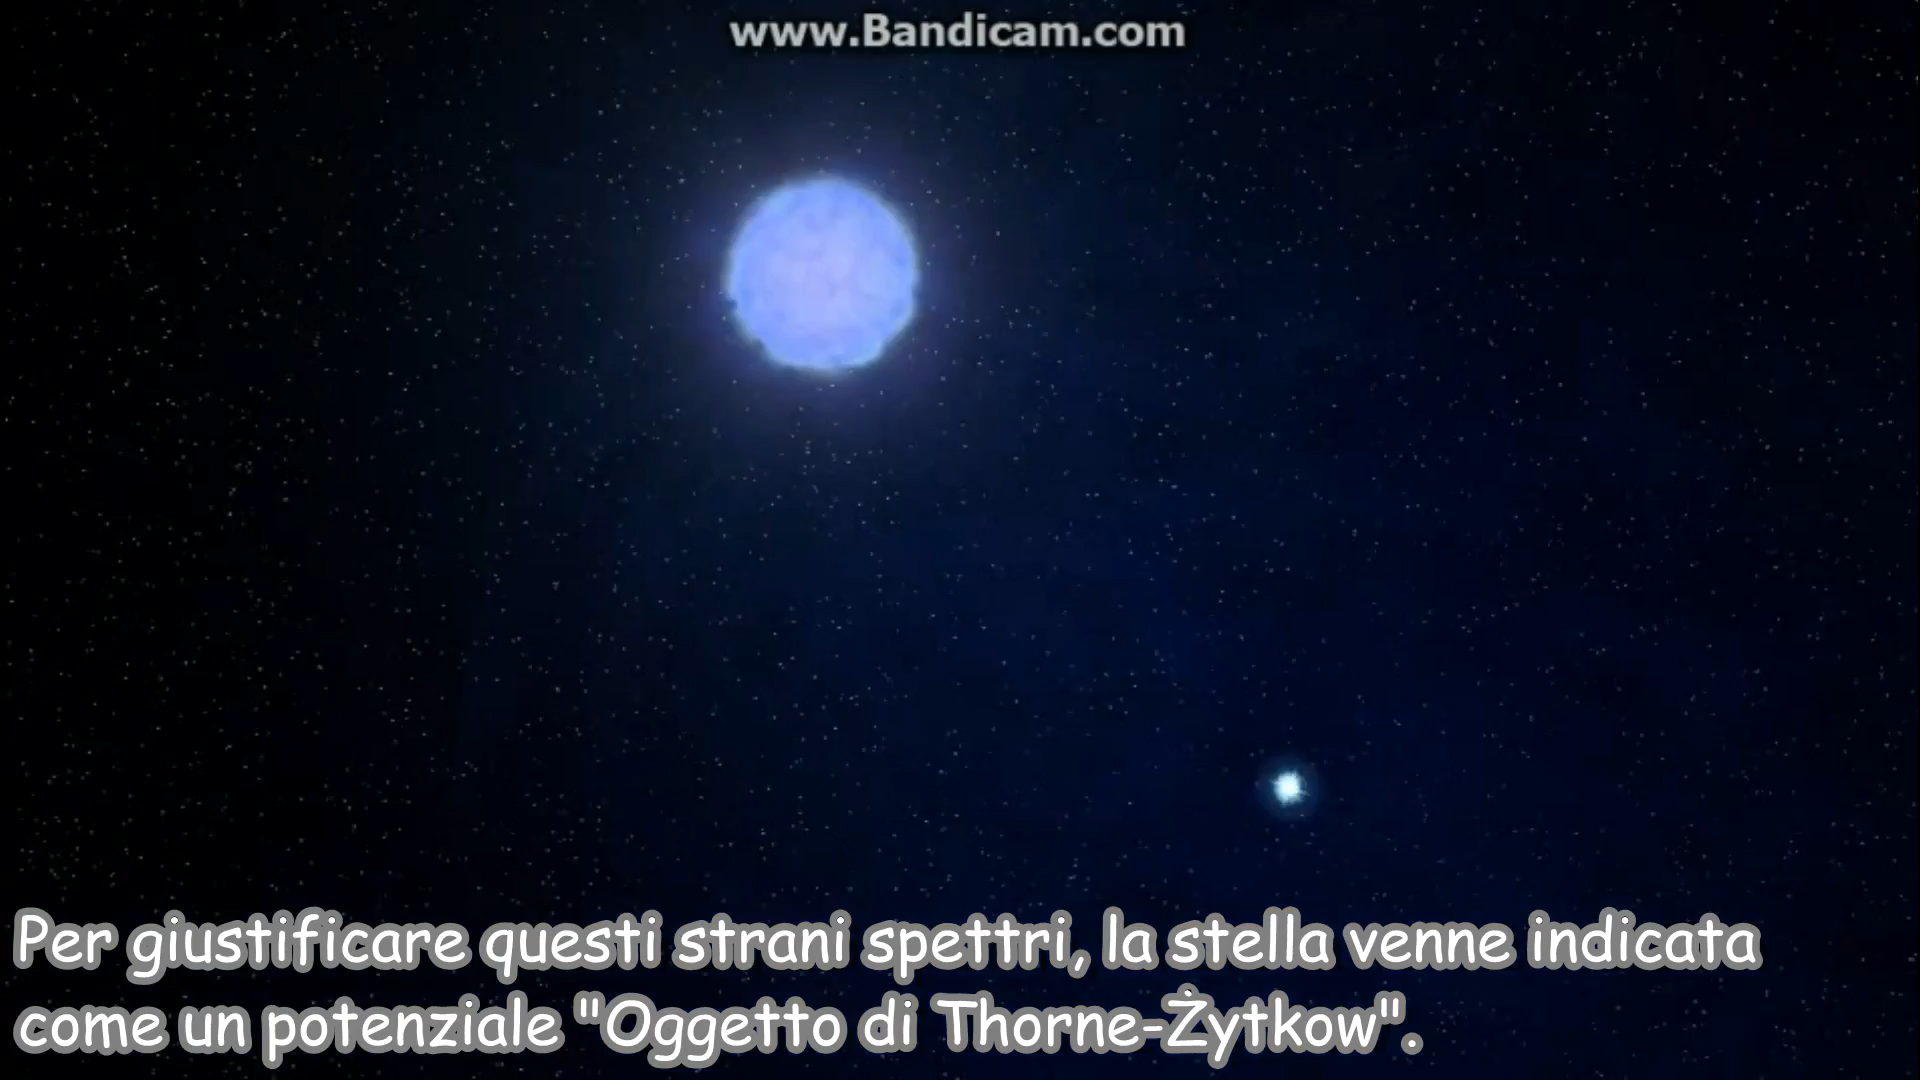 www.Bandicam.com
Per giustificare questi strani spettri, la stella venne indicata
come un potenziale "Oggetto di Thorne-Żytkow".